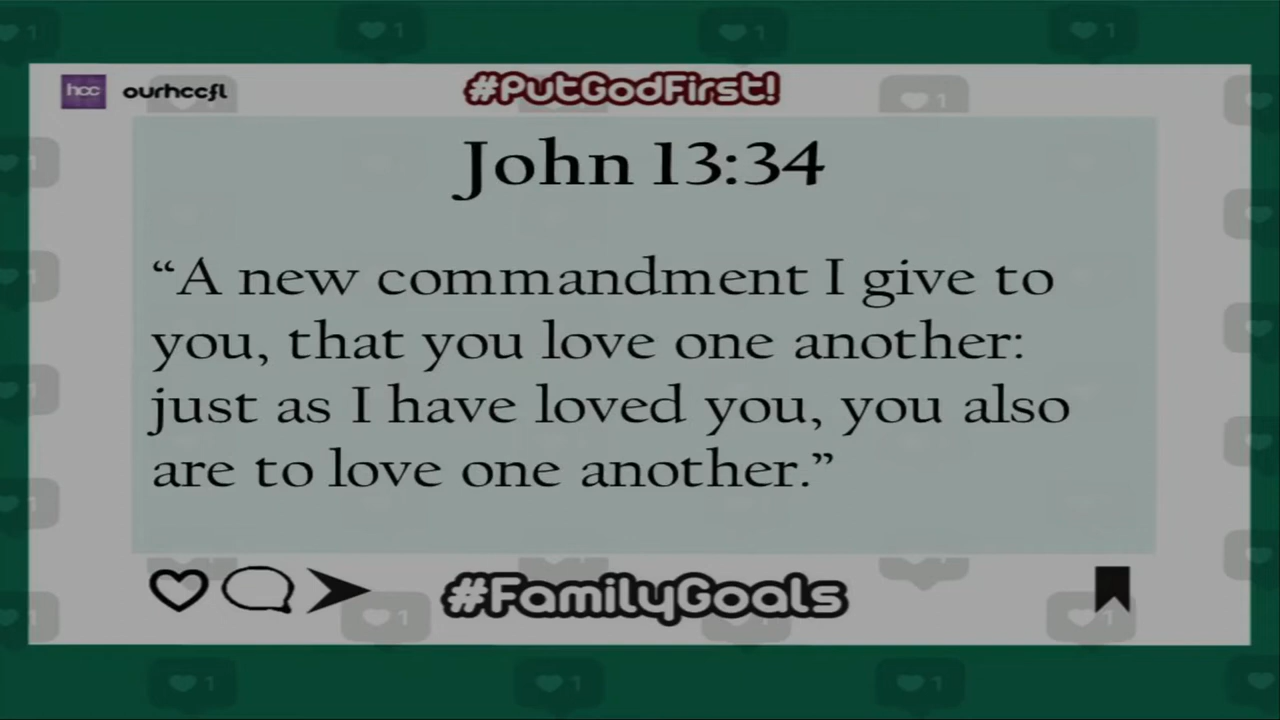 hcc ourhccfl
#PutGodFirst!
John 13:34
“A new commandment I give to
you, that you love one another:
just as I have loved you, you also
are to love one another.”
#FamilyGoals